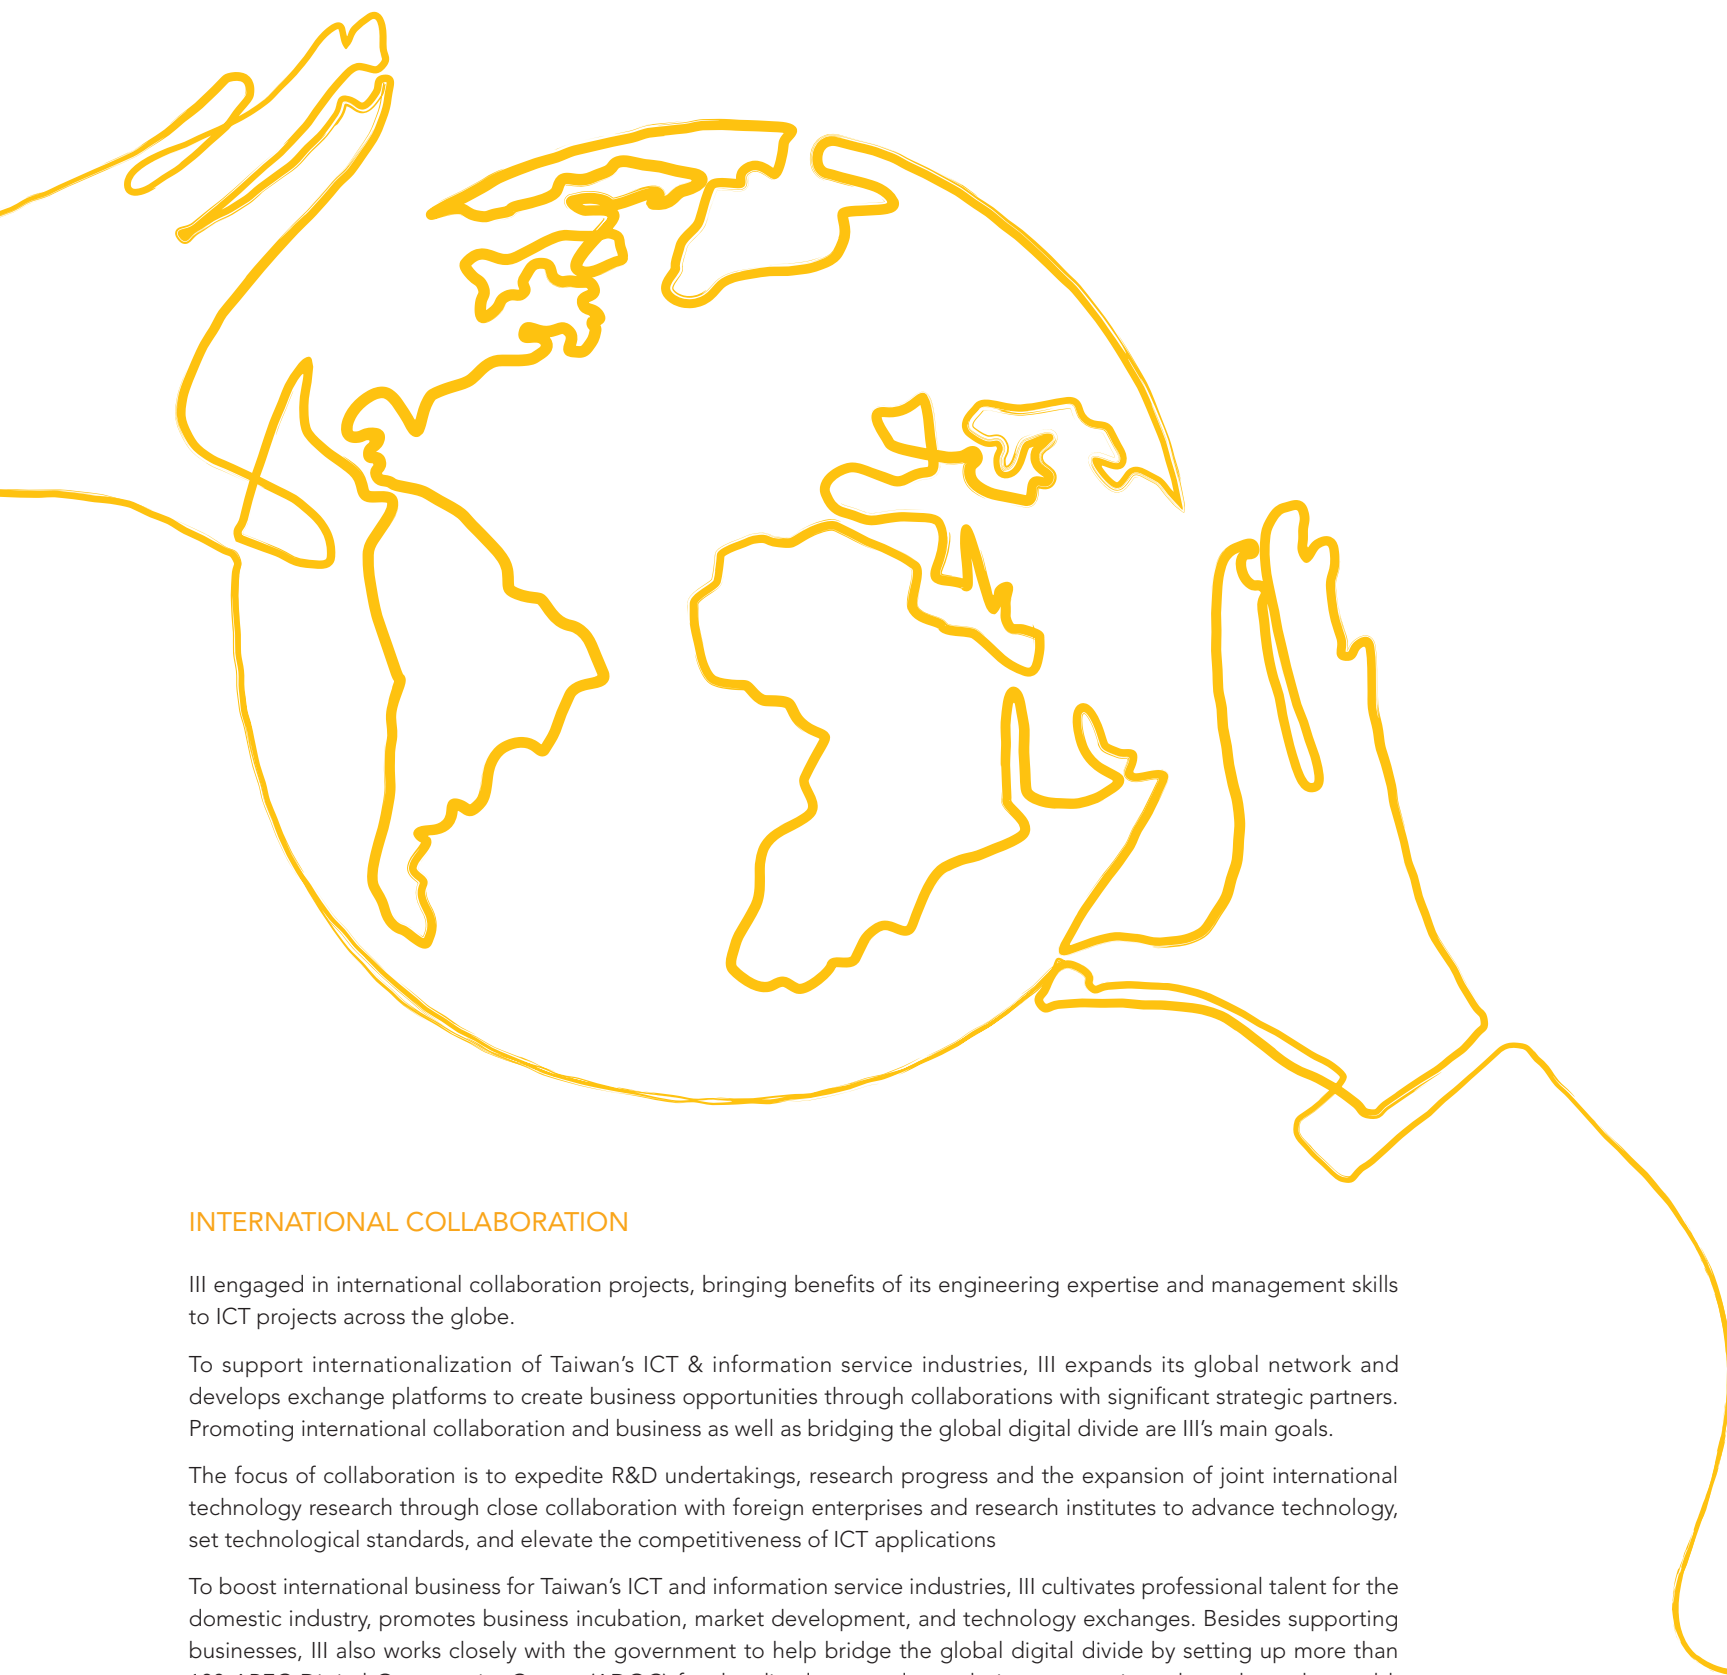 INTERNATIONAL COLLABORATION
III engaged in international collaboration projects, bringing benefits of its engineering expertise and management skills
to ICT projects across the globe.
To support internationalization of Taiwan’s ICT & information service industries, III expands its global network and
develops exchange platforms to create business opportunities through collaborations with significant strategic partners.
Promoting international collaboration and business as well as bridging the global digital divide are III’s main goals.
The focus of collaboration is to expedite R&D undertakings, research progress and the expansion of joint international
technology research through close collaboration with foreign enterprises and research institutes to advance technology,
set technological standards, and elevate the competitiveness of ICT applications
To boost international business for Taiwan’s ICT and information service industries, III cultivates professional talent for the
domestic industry, promotes business incubation, market development, and technology exchanges. Besides supporting
businesses, III also works closely with the government to help bridge the global digital divide by setting up more than